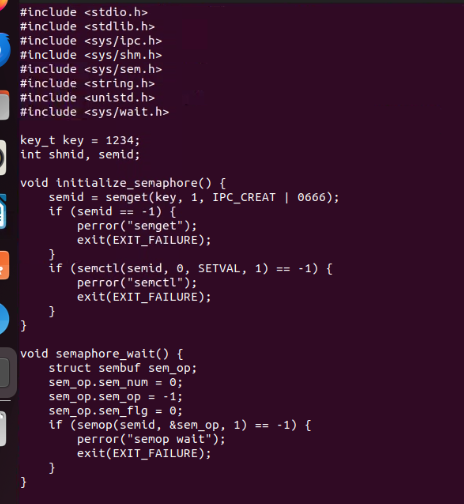 #include <stdio.h>
#include <stdlib.h>
#include <sys/ipc.h>
#include <sys/shm.h>
#include <sys/sem.h>
#include <string.h>
#include <unistd.h>
#include <sys/wait.h>

key_t key = 1234;
int shmid, semid;

void initialize_semaphore() {
    semid = semget(key, 1, IPC_CREAT | 0666);
    if (semid == -1) {
        perror("semget");
        exit(EXIT_FAILURE);
    }
    if (semctl(semid, 0, SETVAL, 1) == -1) {
        perror("semctl");
        exit(EXIT_FAILURE);
    }
}

void semaphore_wait() {
    struct sembuf sem_op;
    sem_op.sem_num = 0;
    sem_op.sem_op = -1;
    sem_op.sem_flg = 0;
    if (semop(semid, &sem_op, 1) == -1) {
        perror("semop wait");
        exit(EXIT_FAILURE);
    }
}